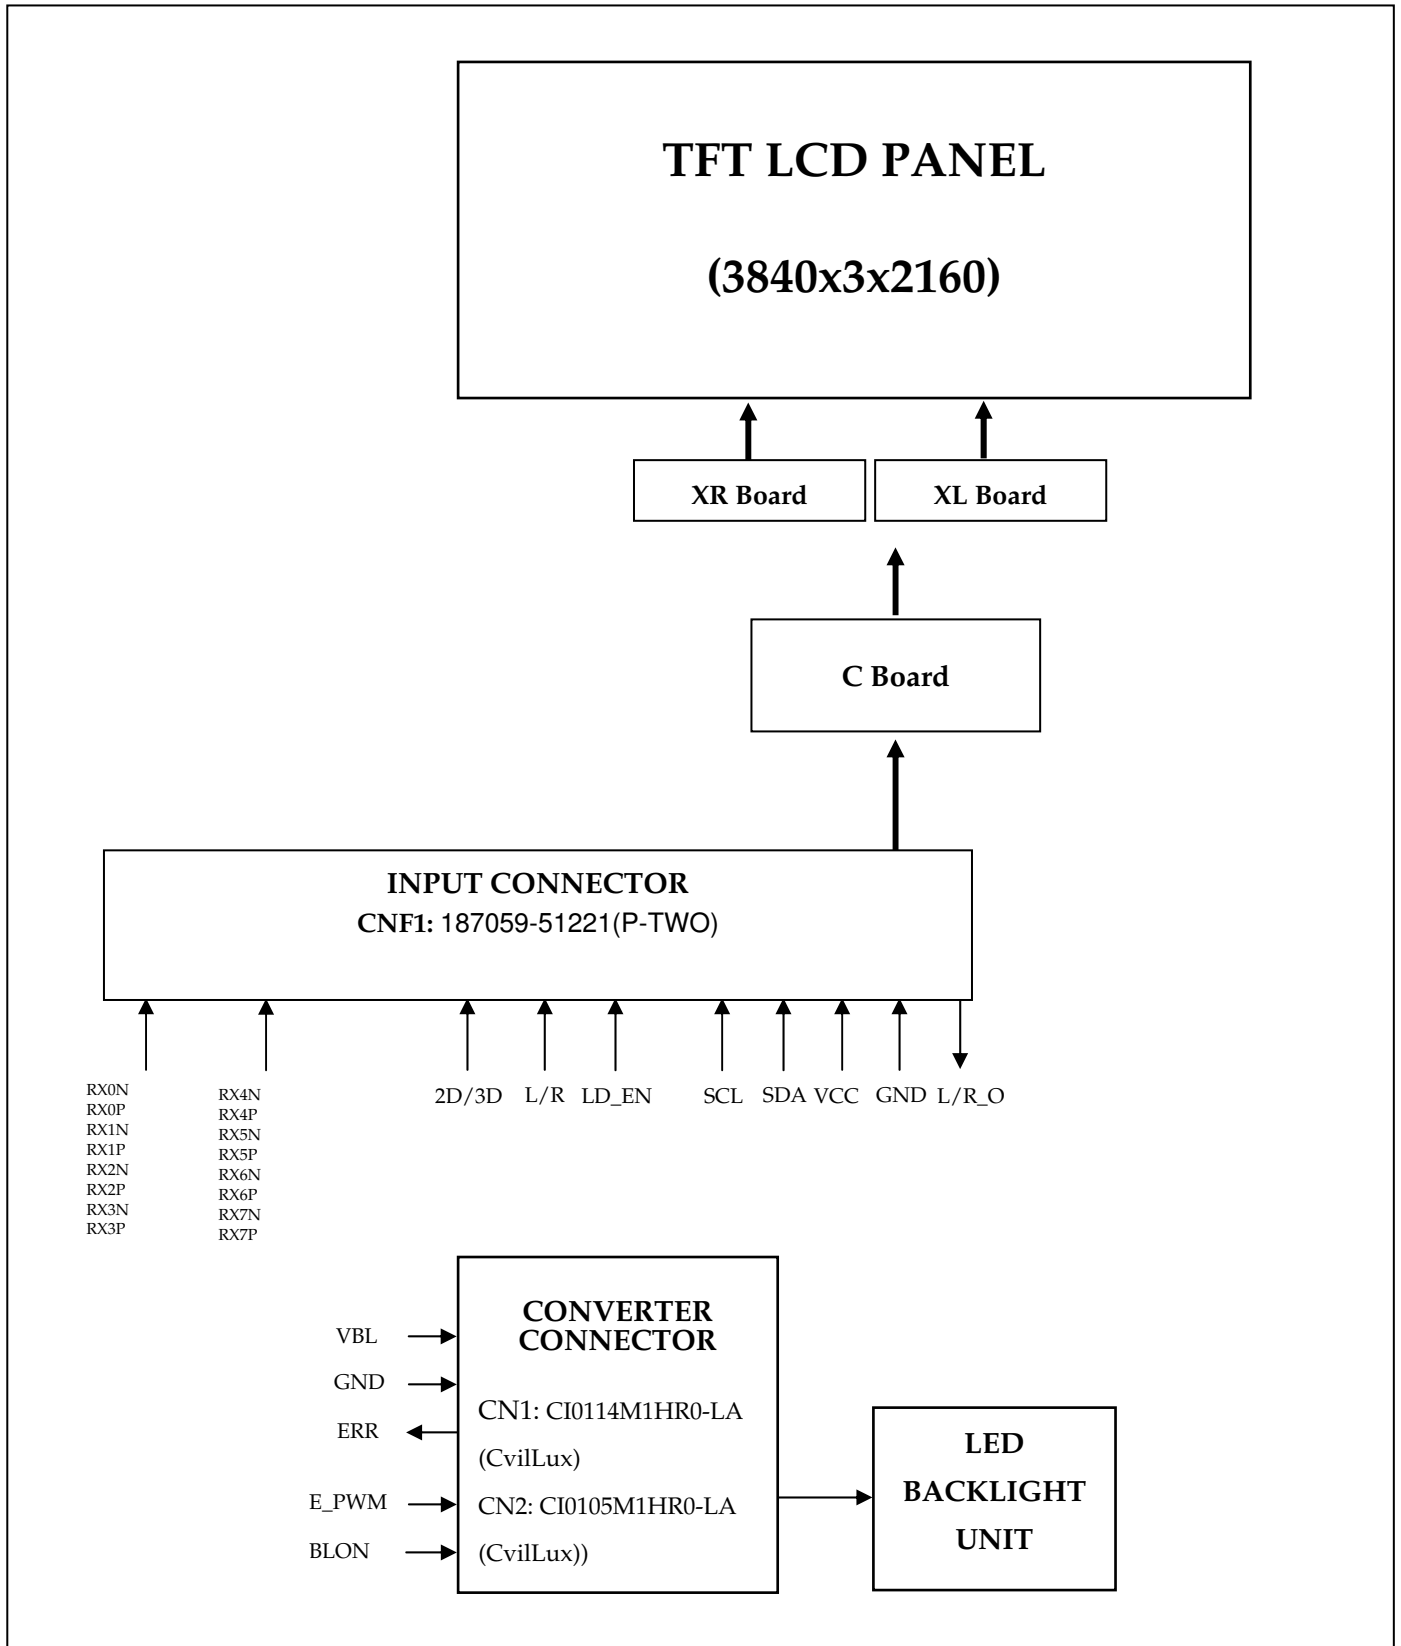 TFT LCD PANEL
(3840x3x2160)
XR Board
XL Board
C Board
INPUT CONNECTOR
CNF1: 187059-51221(P-TWO)
RX0N
RX0P
RX1N
RX1P
RX2N
RX2P
RX3N
RX3P
RX4N
RX4P
RX5N
RX5P
RX6N
RX6P
RX7N
RX7P
2D/3D
L/R
LD_EN
SCL
SDA
VCC
GND
L/R_O
VBL
GND
ERR
E_PWM
BLON
CONVERTER
CONNECTOR
CN1: CI0114M1HR0-LA
(CvilLux)
CN2: CI0105M1HR0-LA
(CvilLux))
LED
BACKLIGHT
UNIT